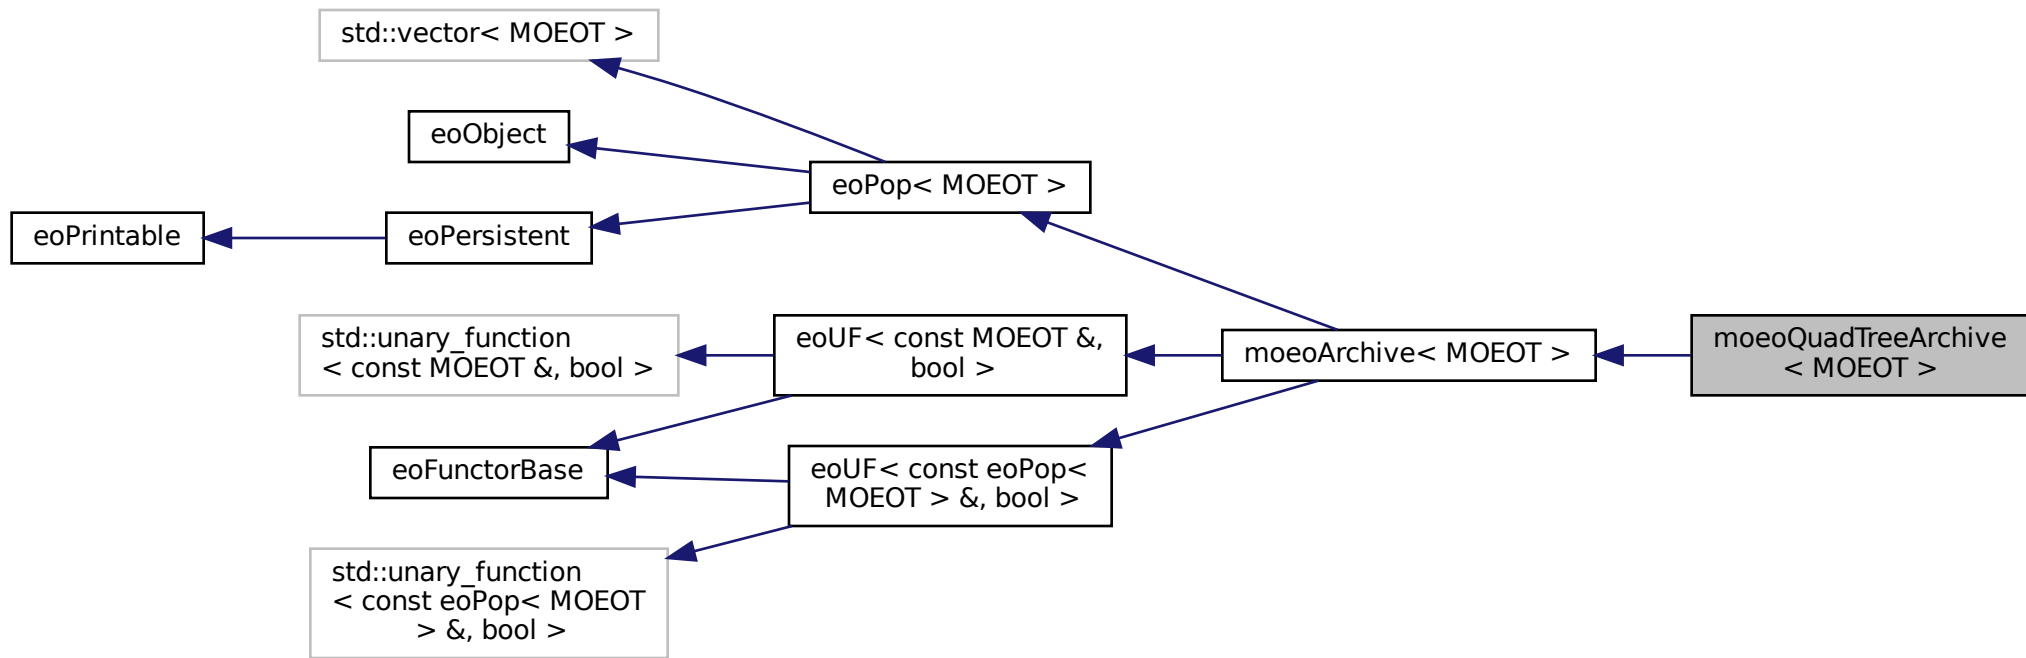 std::vector< MOEOT >
eoObject
eoPop< MOEOT >
eoPrintable
eoPersistent
std::unary_function
< const MOEOT &, bool >
eoUF< const MOEOT &,
bool >
moeoArchive< MOEOT >
moeoQuadTreeArchive
< MOEOT >
eoFunctorBase
eoUF< const eoPop<
MOEOT > &, bool >
std::unary_function
< const eoPop< MOEOT
> &, bool >